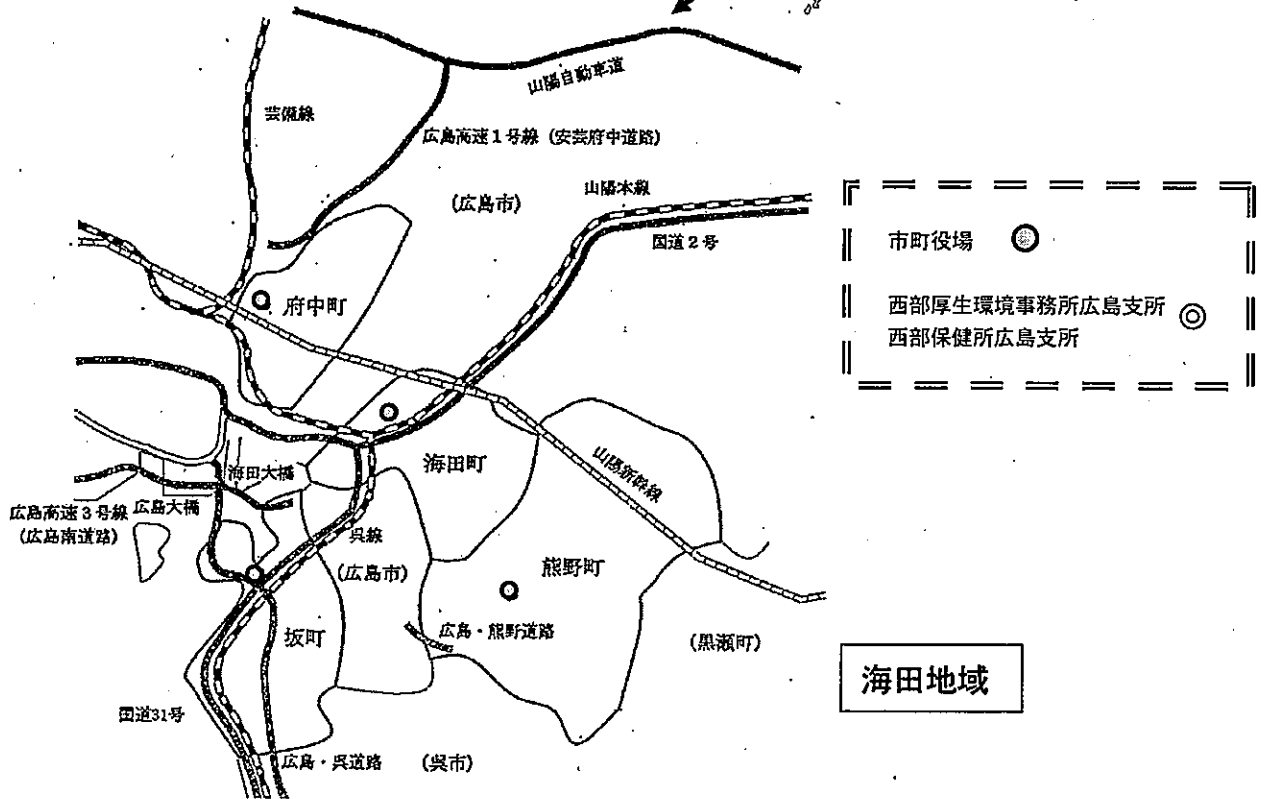 山陽自動車道
芸備線
広島高速1号線(安芸府中道路)
(広島市)
山陽本線
国道2号
府中町
海田町
海田大橋
広島大橋
広島高速3号線
(広島南道路)
山陽新幹線
呉線
(広島市)
熊野町
広島・熊野道路
坂町
(黒瀬町)
国道31号
広島・呉道路
(呉市)
市町役場
西部厚生環境事務所広島支所
西部保健所広島支所
海田地域